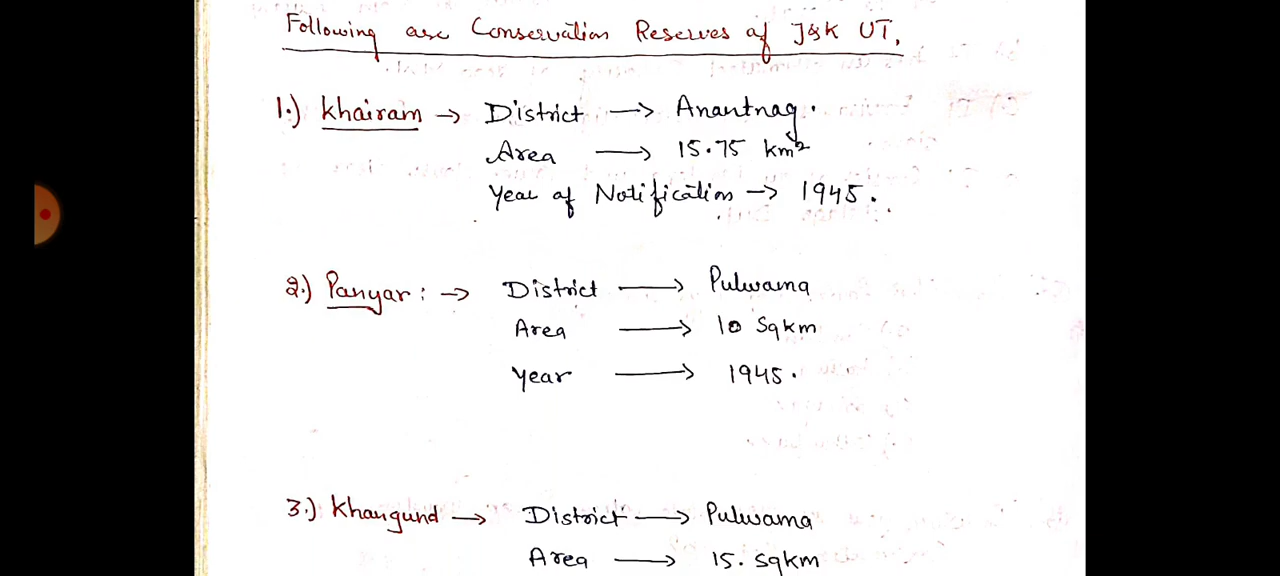 Following are Conservation Reserves of J&K UT.
1.) Khairam → District → Anantnag.
Area → 15.75 km²
Year of Notification → 1945.
2.) Panyar : → District → Pulwama
Area → 10 Sqkm
Year → 1945.
3.) Khangund → District → Pulwama
Area → 15. Sqkm